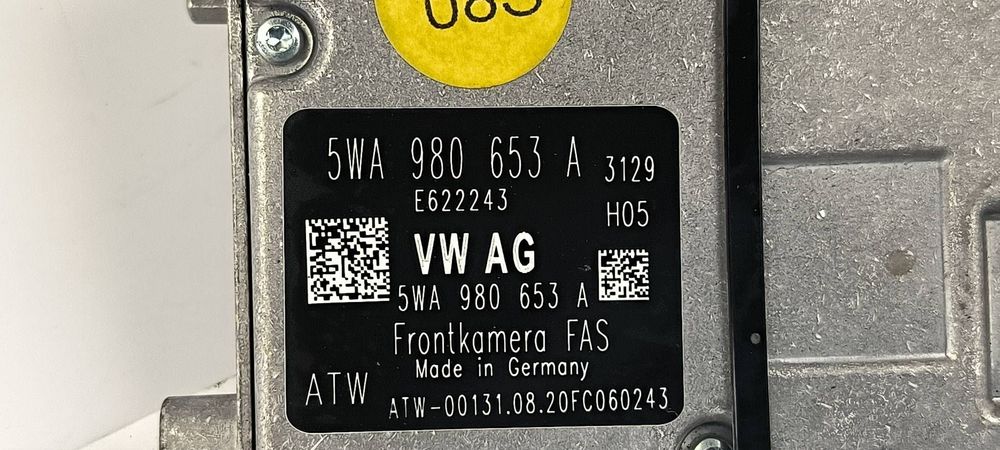 5WA 980 653 A 3129
E622243
H05
VW AG
5WA 980 653 A
Frontkamera FAS
Made in Germany
ATW
ATW-00131.08.20FC060243